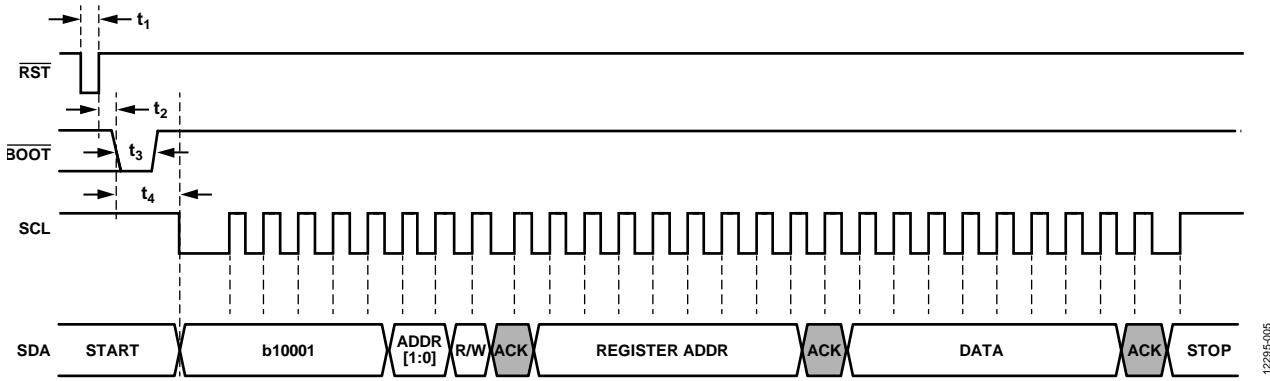 t1
RST
t2
BOOT
t3
t4
SCL
SDA START b10001 ADDR [1:0] R/W ACK REGISTER ADDR ACK DATA ACK STOP
12295-005